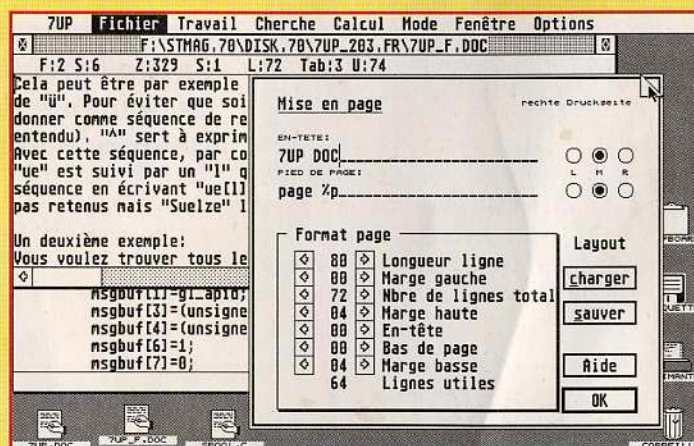 7UP Fichier Travail Cherche Calcul Mode Fenêtre Options
F:\STMAG.70\DISK.70\7UP_203.FR\7UP_F.DOC
F:2 S:6 Z:329 S:1 L:72 Tab:3 U:74
Cela peut être par exemple
de "ü". Pour éviter que soi
donner comme séquence de re
entendu). "^" sert à exprim
Avec cette séquence, par co
"ue" est suivi par un "l" q
séquence en écrivant "ue[l]
pas retenus mais "Suelze" l
Un deuxième exemple:
Vous voulez trouver tous le
msgbuf[1]=gl_apid;
msgbuf[3]=(unsigne
msgbuf[4]=(unsigne
msgbuf[6]=1;
msgbuf[7]=0;
Mise en page
rechte Druckseite
EN-TETE:
7UP DOC
L M R
PIED DE PAGE:
page %p
Format page
80 Longueur ligne
00 Marge gauche
72 Nbre de lignes total
04 Marge haute
00 En-tête
00 Bas de page
04 Marge basse
64 Lignes utiles
Layout
charger
sauver
Aide
OK
7UP.DOC
7UP_F.DOC